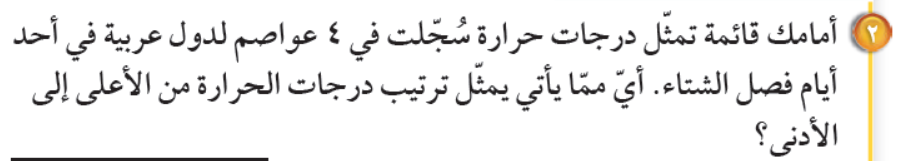 ٢ أمامك قائمة تمثّل درجات حرارة سُجّلت في ٤ عواصم لدول عربية في أحد
أيام فصل الشتاء. أيّ ممّا يأتي يمثّل ترتيب درجات الحرارة من الأعلى إلى
الأدنى؟